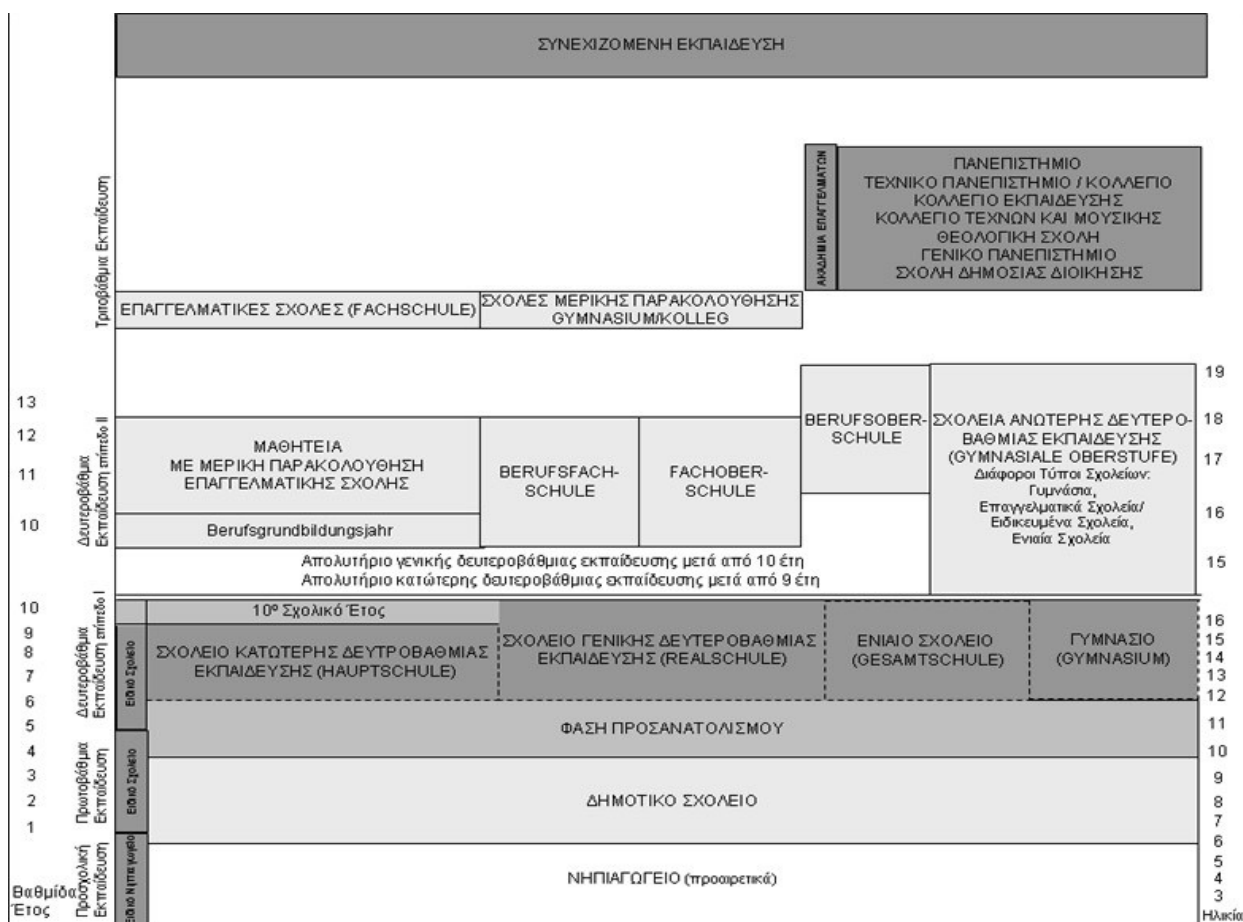 ΣΥΝΕΧΙΖΟΜΕΝΗ ΕΚΠΑΙΔΕΥΣΗ
Τριτοβάθμια Εκπαίδευση
ΑΚΑΔΗΜΙΑ ΕΠΑΓΓΕΛΜΑΤΩΝ
ΠΑΝΕΠΙΣΤΗΜΙΟ
ΤΕΧΝΙΚΟ ΠΑΝΕΠΙΣΤΗΜΙΟ / ΚΟΛΛΕΓΙΟ
ΚΟΛΛΕΓΙΟ ΕΚΠΑΙΔΕΥΣΗΣ
ΚΟΛΛΕΓΙΟ ΤΕΧΝΩΝ ΚΑΙ ΜΟΥΣΙΚΗΣ
ΘΕΟΛΟΓΙΚΗ ΣΧΟΛΗ
ΓΕΝΙΚΟ ΠΑΝΕΠΙΣΤΗΜΙΟ
ΣΧΟΛΗ ΔΗΜΟΣΙΑΣ ΔΙΟΙΚΗΣΗΣ
ΕΠΑΓΓΕΛΜΑΤΙΚΕΣ ΣΧΟΛΕΣ (FACHSCHULE)
ΣΧΟΛΕΣ ΜΕΡΙΚΗΣ ΠΑΡΑΚΟΛΟΥΘΗΣΗΣ
GYMNASIUM/KOLLEG
13
12
11
10
Δευτεροβάθμια
Εκπαίδευση επίπεδο ΙΙ
ΜΑΘΗΤΕΙΑ
ΜΕ ΜΕΡΙΚΗ ΠΑΡΑΚΟΛΟΥΘΗΣΗ
ΕΠΑΓΓΕΛΜΑΤΙΚΗΣ ΣΧΟΛΗΣ
Berufsgrundbildungsjahr
BERUFSFACH-
SCHULE
FACHOBER-
SCHULE
BERUFSOBER-
SCHULE
ΣΧΟΛΕΙΑ ΑΝΩΤΕΡΗΣ ΔΕΥΤΕΡΟ-
ΒΑΘΜΙΑΣ ΕΚΠΑΙΔΕΥΣΗΣ
(GYMNASIALE OBERSTUFE)
Διάφοροι Τύποι Σχολείων:
Γυμνάσια,
Επαγγελματικά Σχολεία/
Ειδικευμένα Σχολεία,
Ενιαία Σχολεία
19
18
17
16
15
Απολυτήριο γενικής δευτεροβάθμιας εκπαίδευσης μετά από 10 έτη
Απολυτήριο κατώτερης δευτεροβάθμιας εκπαίδευσης μετά από 9 έτη
10
9
8
7
6
5
Δευτεροβάθμια
Εκπαίδευση επίπεδο Ι
Ειδικό Σχολείο
10º Σχολικό Έτος
ΣΧΟΛΕΙΟ ΚΑΤΩΤΕΡΗΣ ΔΕΥΤΡΟΒΑΘΜΙΑΣ
ΕΚΠΑΙΔΕΥΣΗΣ (HAUPTSCHULE)
ΣΧΟΛΕΙΟ ΓΕΝΙΚΗΣ ΔΕΥΤΕΡΟΒΑΘΜΙΑΣ
ΕΚΠΑΙΔΕΥΣΗΣ (REALSCHULE)
ΕΝΙΑΙΟ ΣΧΟΛΕΙΟ
(GESAMTSCHULE)
ΓΥΜΝΑΣΙΟ
(GYMNASIUM)
16
15
14
13
12
11
ΦΑΣΗ ΠΡΟΣΑΝΑΤΟΛΙΣΜΟΥ
4
3
2
1
Πρωτοβάθμια
Εκπαίδευση
Ειδικό Σχολείο
ΔΗΜΟΤΙΚΟ ΣΧΟΛΕΙΟ
10
9
8
7
6
Βαθμίδα
Έτος
Προσχολική
Εκπαίδευση
Ειδικό Νηπιαγωγείο
ΝΗΠΙΑΓΩΓΕΙΟ (προαιρετικά)
5
4
3
Ηλικία